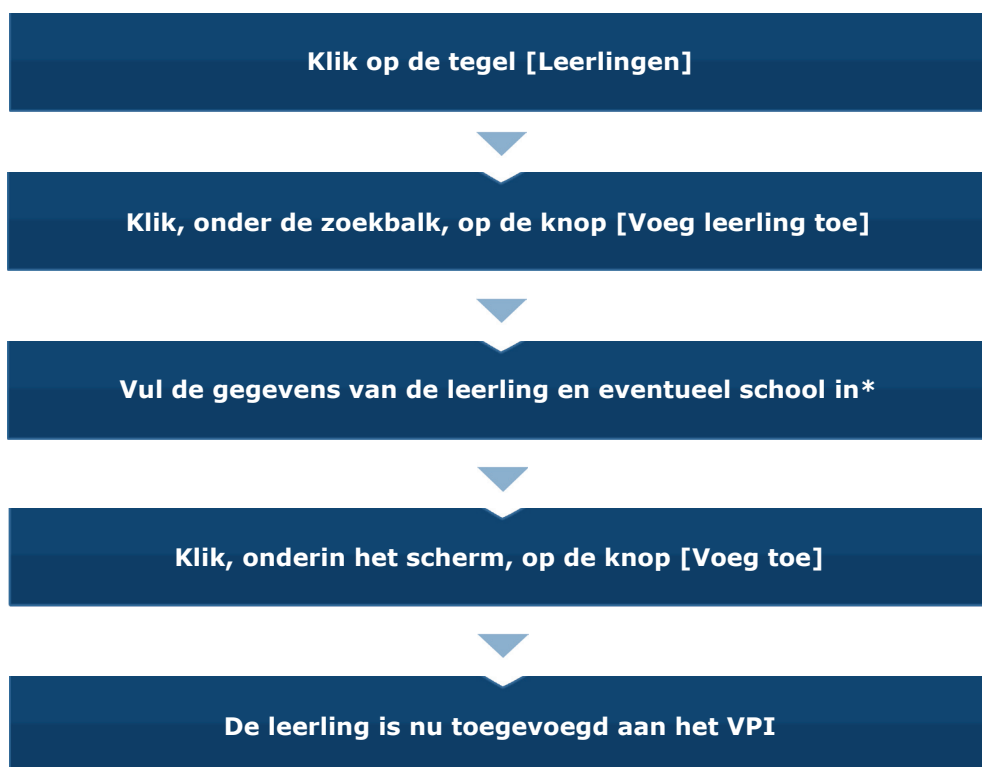 Klik op de tegel [Leerlingen]
Klik, onder de zoekbalk, op de knop [Voeg leerling toe]
Vul de gegevens van de leerling en eventueel school in*
Klik, onderin het scherm, op de knop [Voeg toe]
De leerling is nu toegevoegd aan het VPI